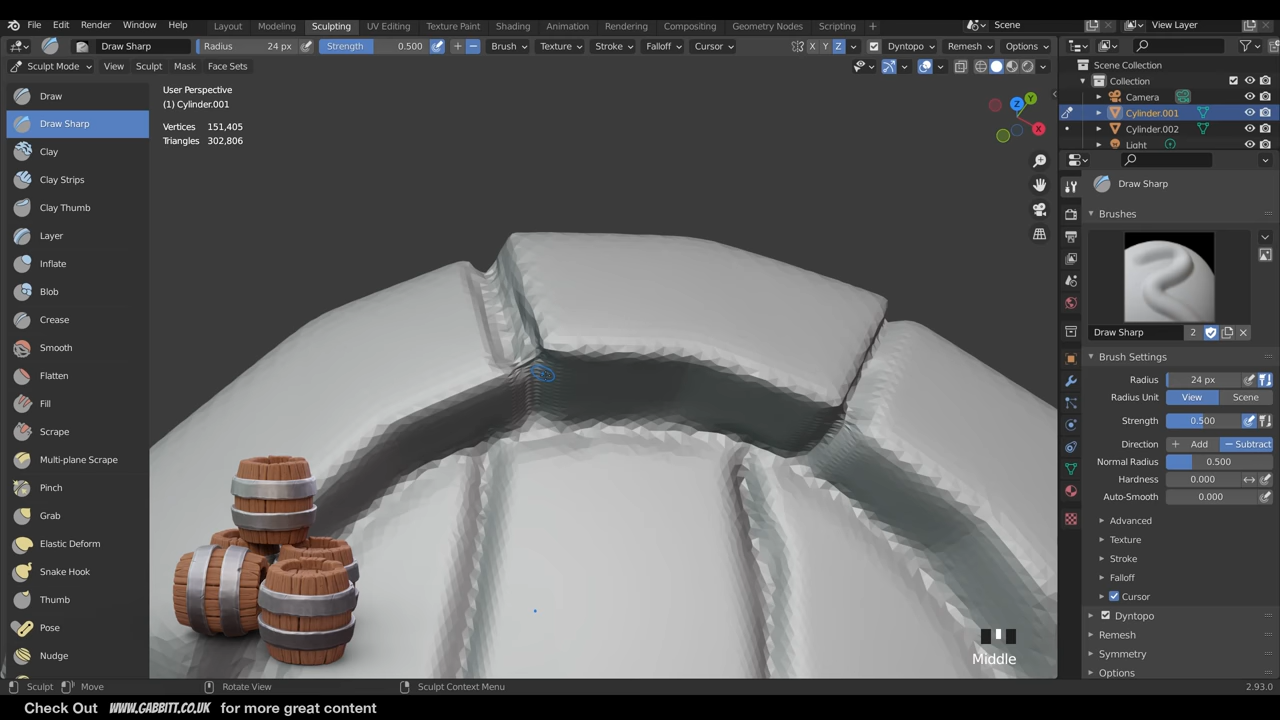 File Edit Render Window Help Layout Modeling Sculpting UV Editing Texture Paint Shading Animation Rendering Compositing Geometry Nodes Scripting + Scene View Layer
Draw Sharp Radius 24 px Strength 0.500 + − Brush Texture Stroke Falloff Cursor X Y Z Dyntopo Remesh Options
Sculpt Mode View Sculpt Mask Face Sets
User Perspective
(1) Cylinder.001
Vertices 151,405
Triangles 302,806
Z Y X
Draw
Draw Sharp
Clay
Clay Strips
Clay Thumb
Layer
Inflate
Blob
Crease
Smooth
Flatten
Fill
Scrape
Multi-plane Scrape
Pinch
Grab
Elastic Deform
Snake Hook
Thumb
Pose
Nudge
Middle
Scene Collection
Collection
Camera
Cylinder.001
Cylinder.002
Light
Draw Sharp
Brushes
Draw Sharp 2
Brush Settings
Radius 24 px
Radius Unit View Scene
Strength 0.500
Direction + Add − Subtract
Normal Radius 0.500
Hardness 0.000
Auto-Smooth 0.000
Advanced
Texture
Stroke
Falloff
Cursor
Dyntopo
Remesh
Symmetry
Options
Sculpt Move Rotate View Sculpt Context Menu 2.93.0
Check Out WWW.GABBITT.CO.UK for more great content